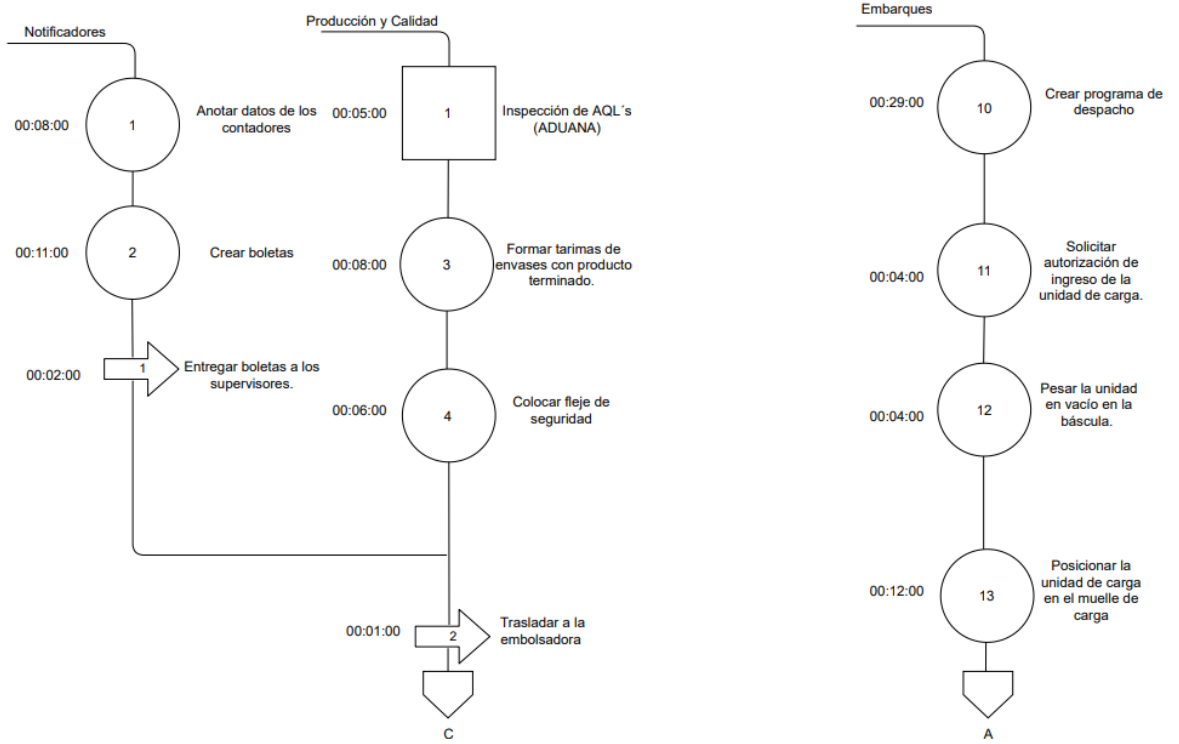 Notificadores
00:08:00
1
Anotar datos de los
contadores
00:11:00
2
Crear boletas
00:02:00
1
Entregar boletas a los
supervisores.
Producción y Calidad
00:05:00
1
Inspección de AQL´s
(ADUANA)
00:08:00
3
Formar tarimas de
envases con producto
terminado.
00:06:00
4
Colocar fleje de
seguridad
00:01:00
2
Trasladar a la
embolsadora
C
Embarques
00:29:00
10
Crear programa de
despacho
00:04:00
11
Solicitar
autorización de
ingreso de la
unidad de carga.
00:04:00
12
Pesar la unidad
en vacío en la
báscula.
00:12:00
13
Posicionar la
unidad de carga
en el muelle de
carga
A